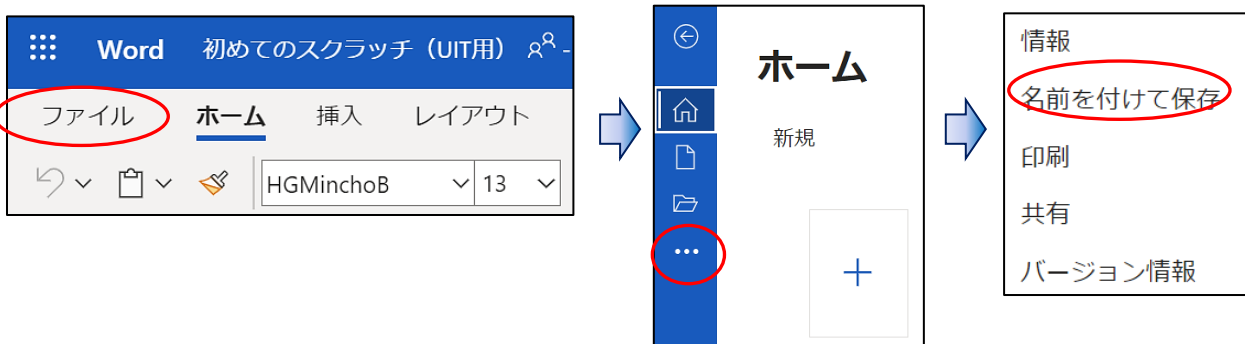 Word 初めてのスクラッチ（UIT用）
ファイル ホーム 挿入 レイアウト
HGMinchoB 13
ホーム
新規
情報
名前を付けて保存
印刷
共有
バージョン情報